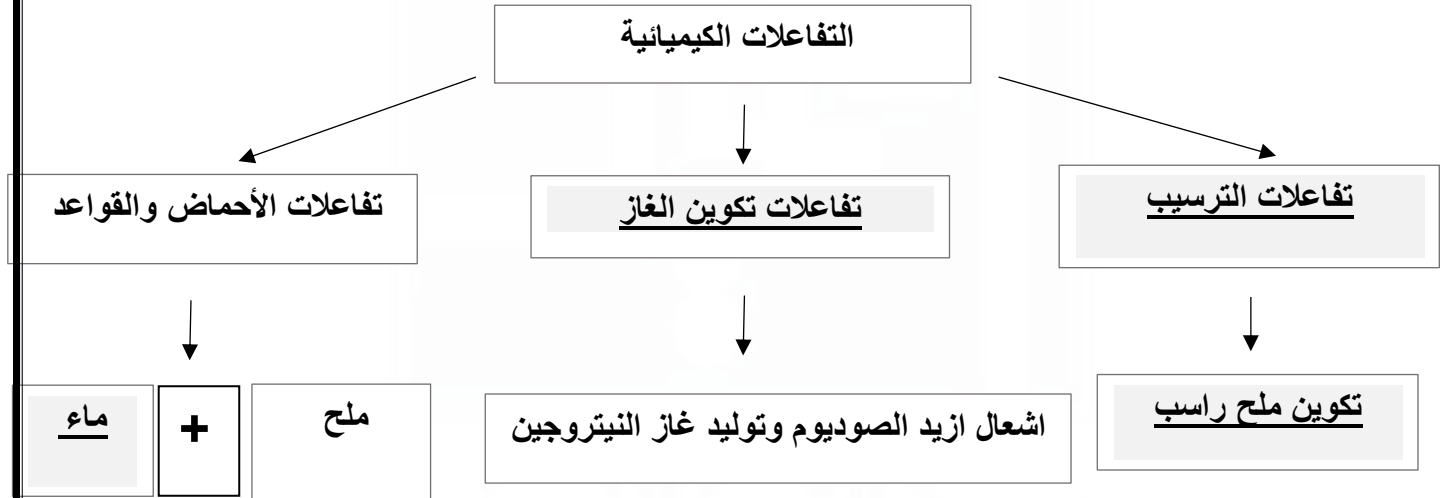 التفاعلات الكيميائية
تفاعلات الترسيب
تفاعلات تكوين الغاز
تفاعلات الأحماض والقواعد
تكوين ملح راسب
اشعال ازيد الصوديوم وتوليد غاز النيتروجين
ملح + ماء